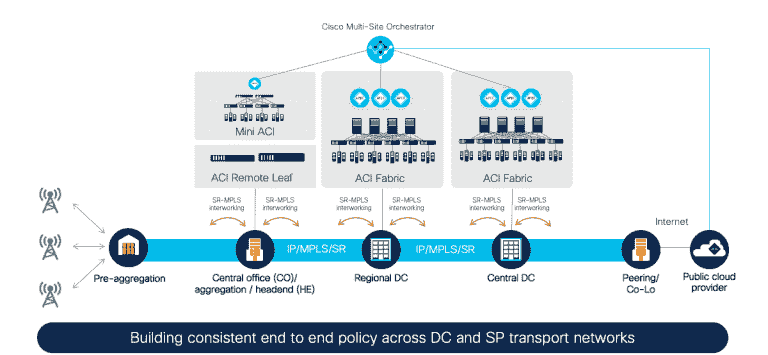 Cisco Multi-Site Orchestrator
Mini ACI
ACI Remote Leaf
ACI Fabric
ACI Fabric
SR-MPLS
interworking
SR-MPLS
interworking
SR-MPLS
interworking
SR-MPLS
interworking
SR-MPLS
interworking
SR-MPLS
interworking
Internet
IP/MPLS/SR
IP/MPLS/SR
Pre-aggregation
Central office (CO)/
aggregation / headend (HE)
Regional DC
Central DC
Peering/
Co-Lo
Public cloud
provider
Building consistent end to end policy across DC and SP transport networks